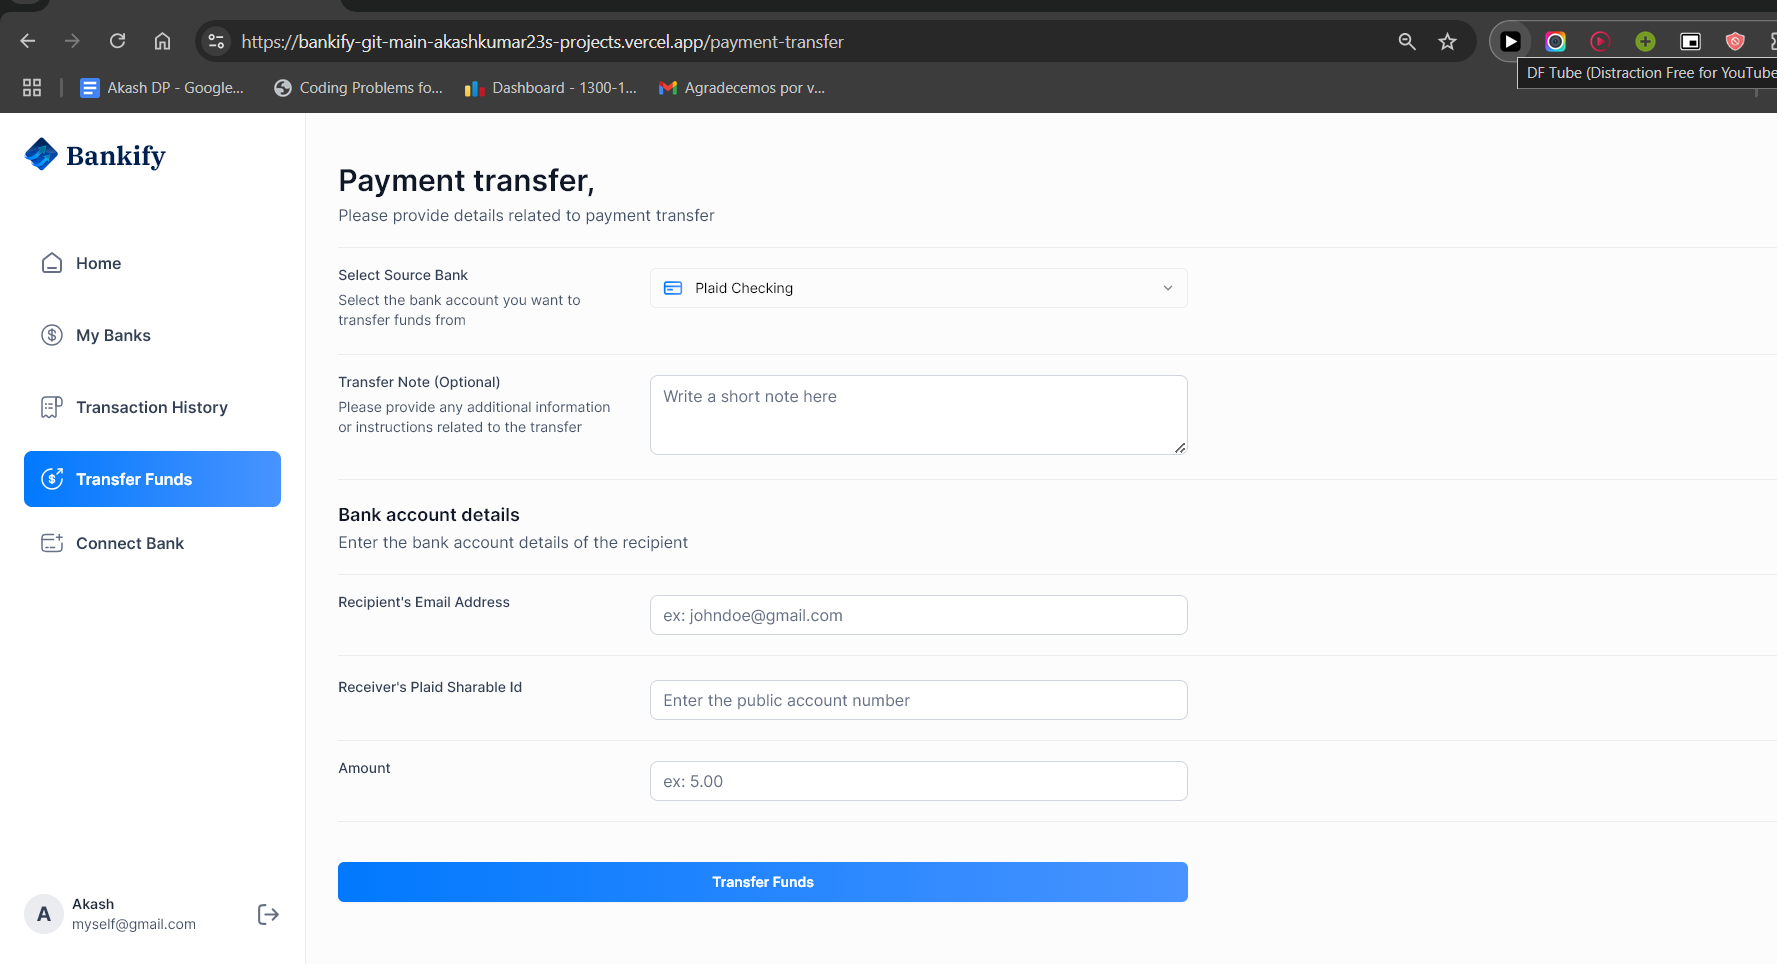 https://bankify-git-main-akashkumar23s-projects.vercel.app/payment-transfer
Akash DP - Google...
Coding Problems fo...
Dashboard - 1300-1...
Agradecemos por v...
DF Tube (Distraction Free for YouTube
Bankify
Home
My Banks
Transaction History
Transfer Funds
Connect Bank
A
Akash
myself@gmail.com
Payment transfer,
Please provide details related to payment transfer
Select Source Bank
Select the bank account you want to
transfer funds from
Plaid Checking
Transfer Note (Optional)
Please provide any additional information
or instructions related to the transfer
Write a short note here
Bank account details
Enter the bank account details of the recipient
Recipient's Email Address
ex: johndoe@gmail.com
Receiver's Plaid Sharable Id
Enter the public account number
Amount
ex: 5.00
Transfer Funds